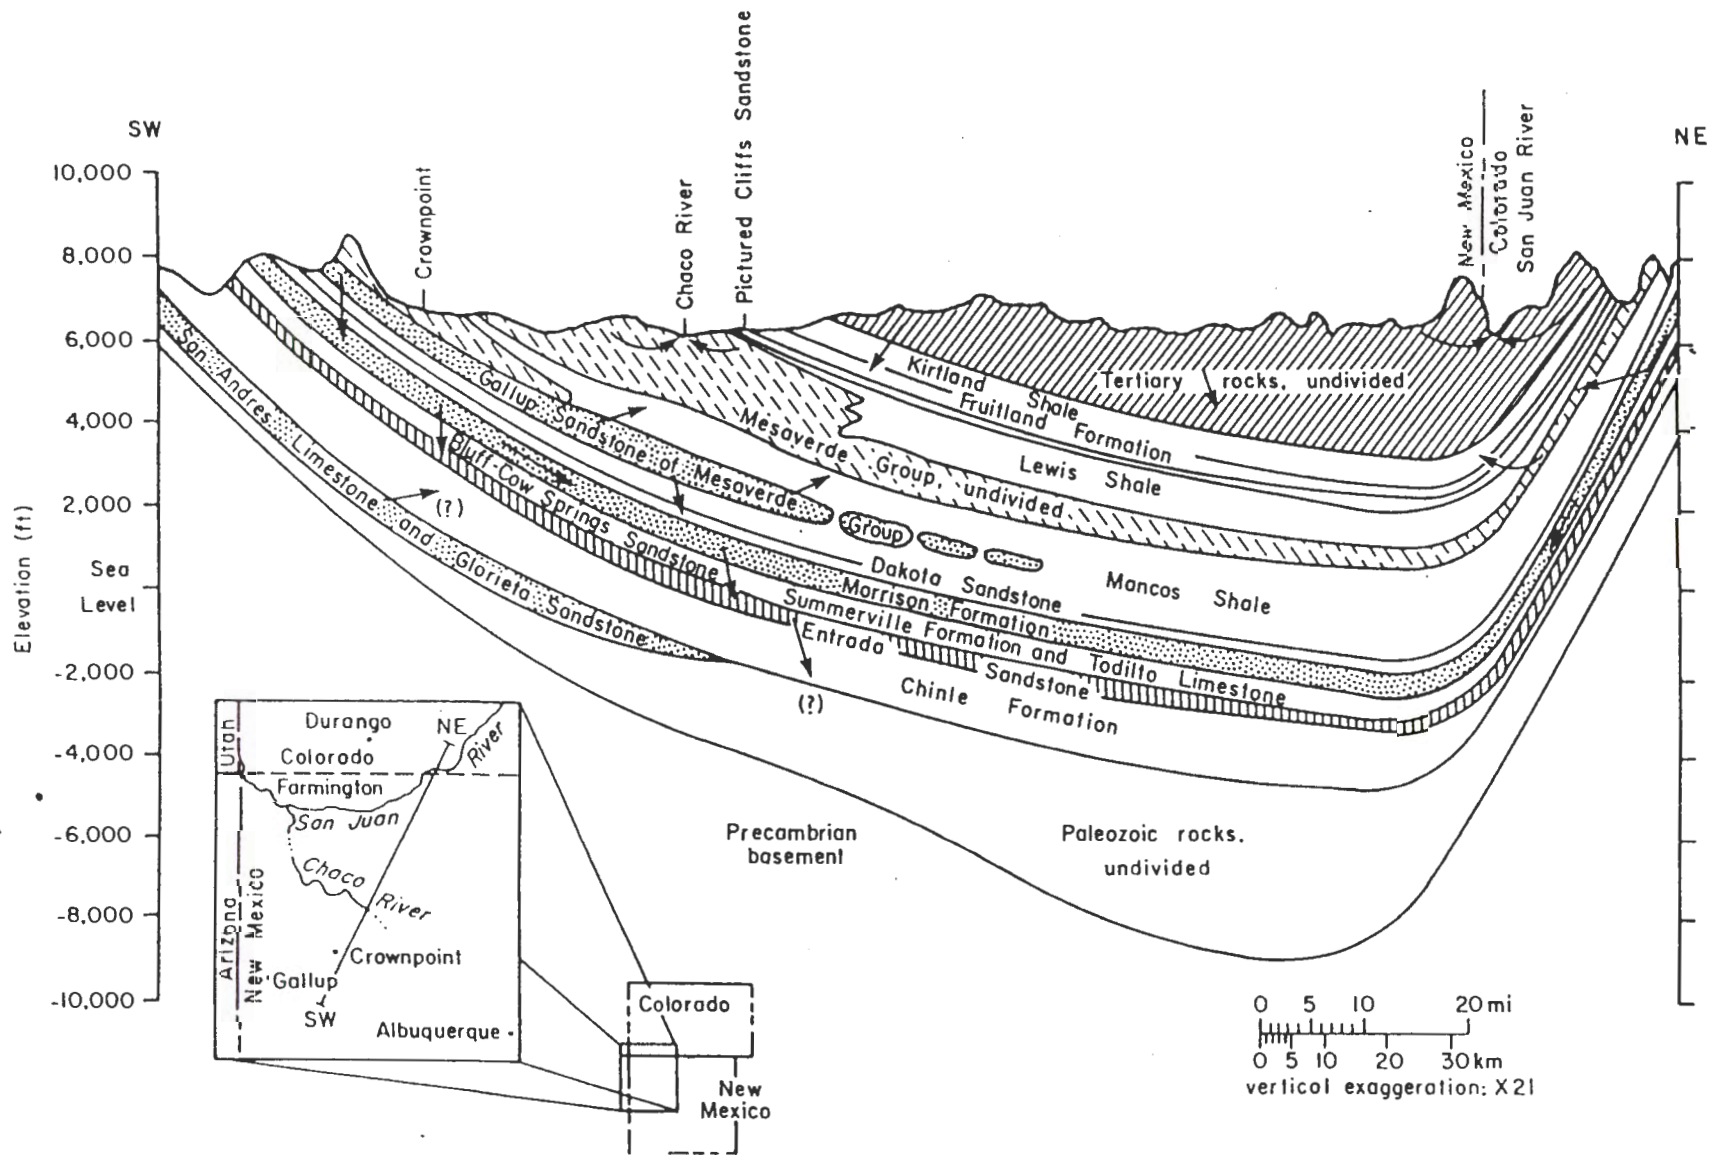 SW
NE
10,000
8,000
6,000
4,000
2,000
Sea
Level
-2,000
-4,000
-6,000
-8,000
-10,000
Elevation (ft)
Crownpoint
Chaco River
Pictured Cliffs Sandstone
New Mexico
Colorado
San Juan River
Kirtland
Shale
Tertiary rocks, undivided
Fruitland Formation
Lewis Shale
Mesaverde Group, undivided
Gallup Sandstone of Mesaverde
Group
Mancos Shale
Dakota Sandstone
Morrison Formation
Bluff-Cow Springs Sandstone
Summerville Formation and Todilto Limestone
Entrada Sandstone
Chinle Formation
San Andres Limestone and Glorieta Sandstone
(?)
(?)
Precambrian
basement
Paleozoic rocks,
undivided
Utah
Durango
NE
Colorado
River
Farmington
San Juan
Chaco River
Arizona
New Mexico
Crownpoint
Gallup
SW
Albuquerque
Colorado
New
Mexico
0 5 10 20 mi
0 5 10 20 30 km
vertical exaggeration: X21